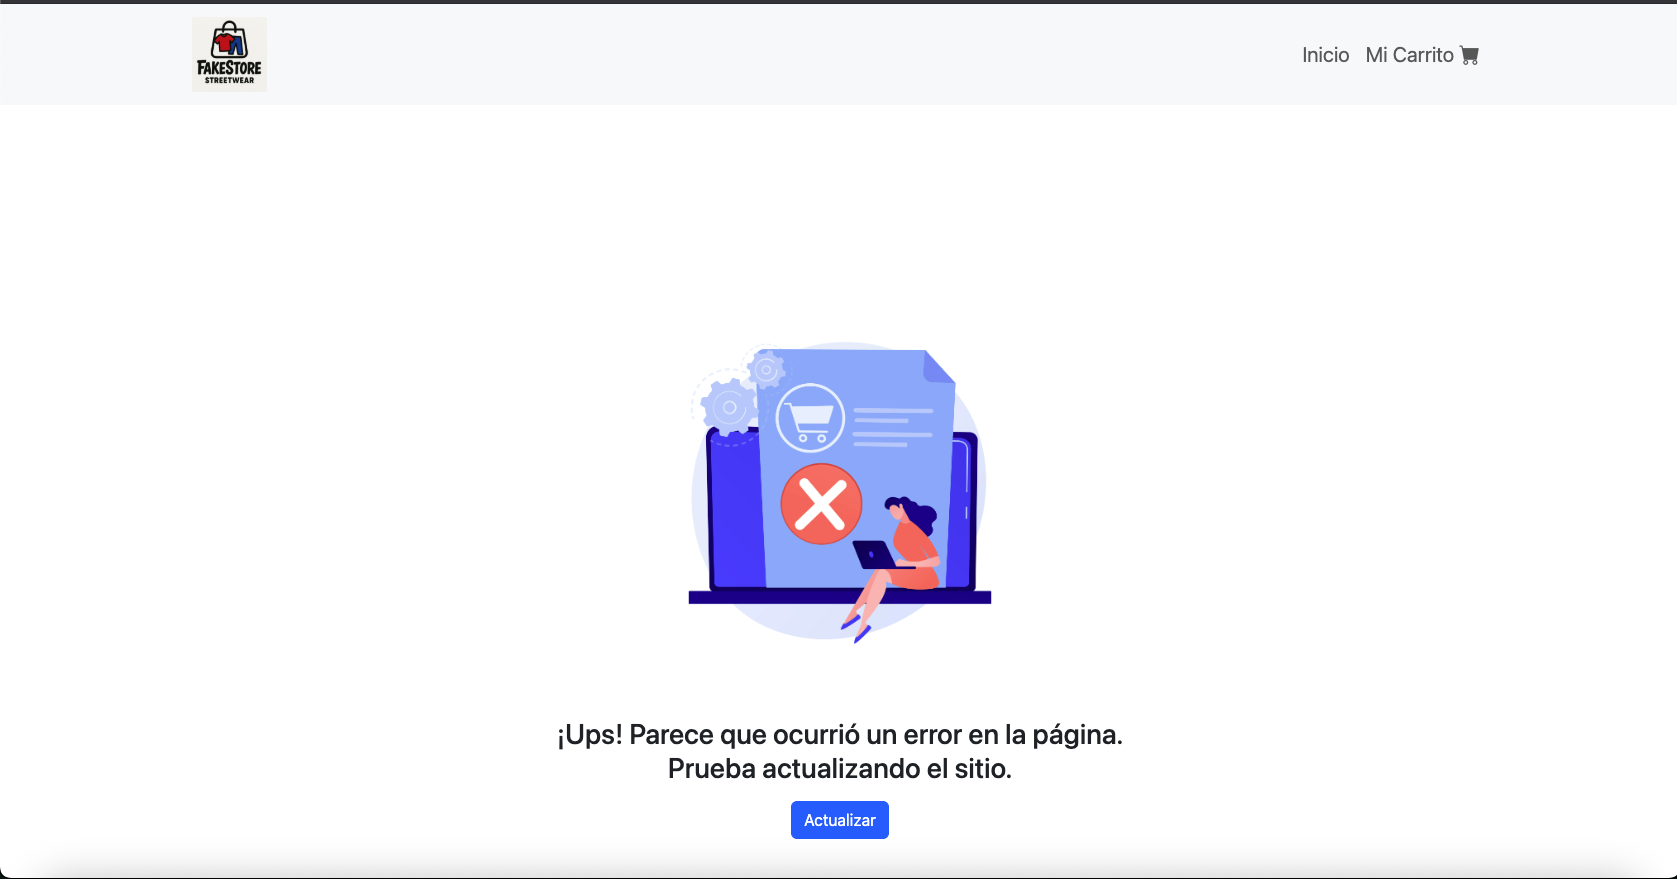 FAKESTORE
STREETWEAR
Inicio Mi Carrito
¡Ups! Parece que ocurrió un error en la página.
Prueba actualizando el sitio.
Actualizar